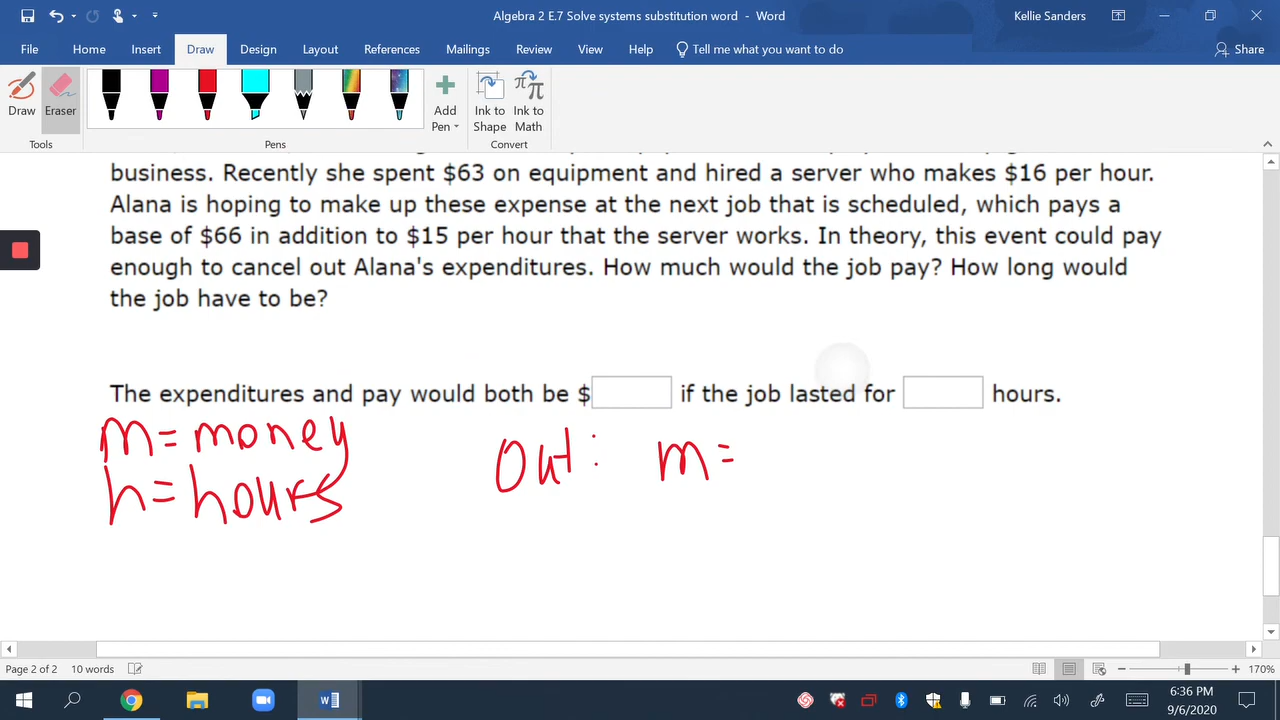 Algebra 2 E.7 Solve systems substitution word - Word
Kellie Sanders
File Home Insert Draw Design Layout References Mailings Review View Help Tell me what you want to do Share
Draw Eraser Add Pen Ink to Shape Ink to Math
Tools Pens Convert
business. Recently she spent $63 on equipment and hired a server who makes $16 per hour.
Alana is hoping to make up these expense at the next job that is scheduled, which pays a
base of $66 in addition to $15 per hour that the server works. In theory, this event could pay
enough to cancel out Alana's expenditures. How much would the job pay? How long would
the job have to be?
The expenditures and pay would both be $ if the job lasted for hours.
m = money
h = hours
Out: m =
Page 2 of 2 10 words 170%
6:36 PM
9/6/2020